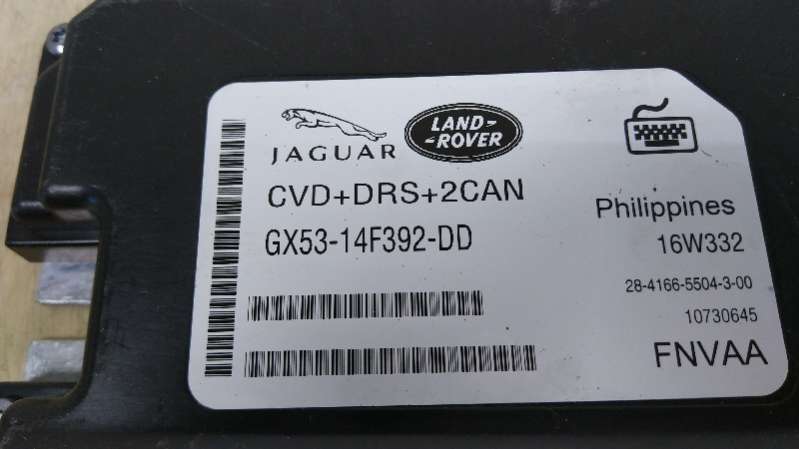 JAGUAR
LAND-
-ROVER
CVD+DRS+2CAN
GX53-14F392-DD
Philippines
16W332
28-4166-5504-3-00
10730645
FNVAA